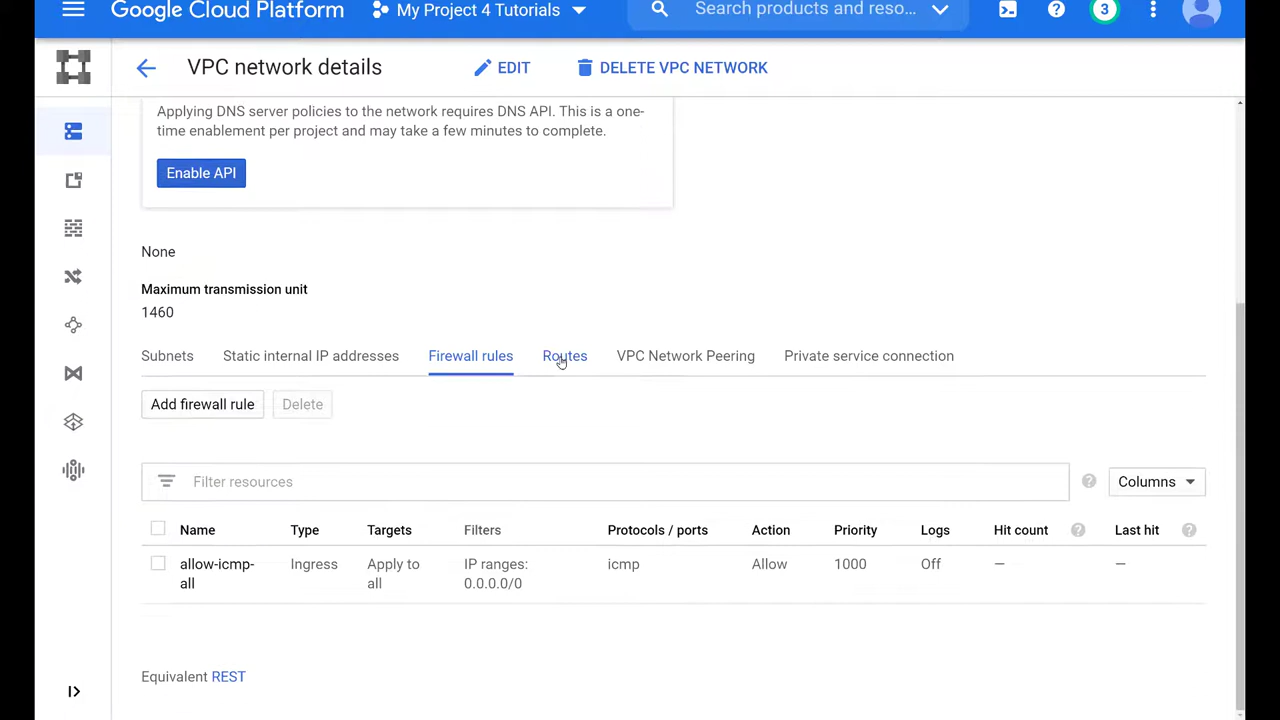 Google Cloud Platform My Project 4 Tutorials Search products and reso... 3
VPC network details EDIT DELETE VPC NETWORK
Applying DNS server policies to the network requires DNS API. This is a one-
time enablement per project and may take a few minutes to complete.
Enable API
None
Maximum transmission unit
1460
Subnets Static internal IP addresses Firewall rules Routes VPC Network Peering Private service connection
Add firewall rule Delete
Filter resources ? Columns
Name Type Targets Filters Protocols / ports Action Priority Logs Hit count ? Last hit ?
allow-icmp- Ingress Apply to IP ranges: icmp Allow 1000 Off — —
all all 0.0.0.0/0
Equivalent REST